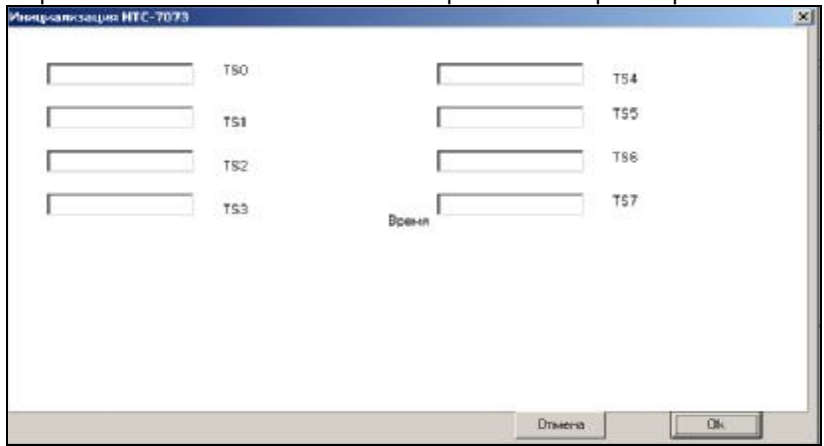 Инициализация НТС-7073
TS0
TS4
TS1
TS5
TS2
TS6
TS3
TS7
Время
Отмена
Ok